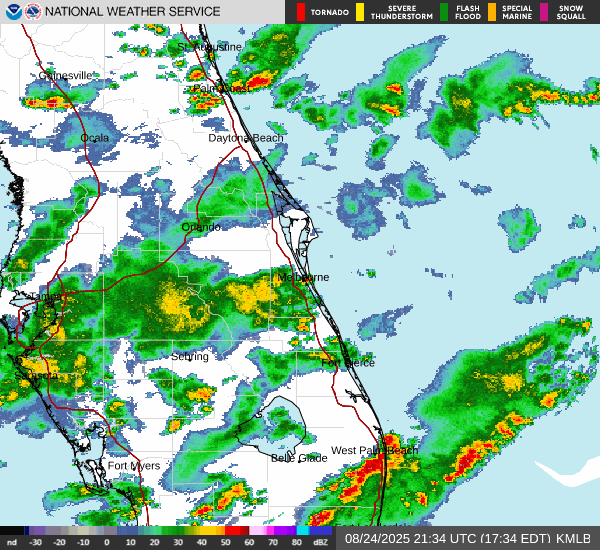 NATIONAL WEATHER SERVICE
TORNADO
SEVERE THUNDERSTORM
FLASH FLOOD
SPECIAL MARINE
SNOW SQUALL
St. Augustine
Gainesville
Palm Coast
Ocala
Daytona Beach
Orlando
Melbourne
Tampa
Sebring
Fort Pierce
West Palm Beach
Belle Glade
Fort Myers
nd -30 -20 -10 0 10 20 30 40 50 60 70 80 dBZ
08/24/2025 21:34 UTC (17:34 EDT) KMLB